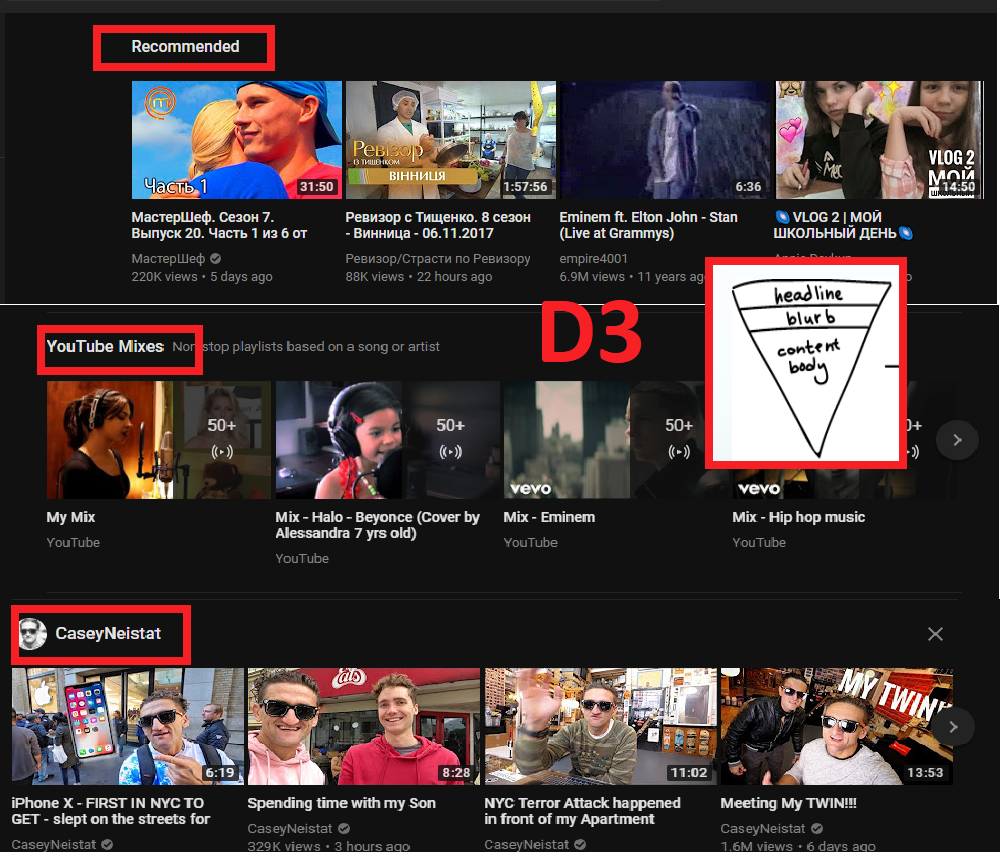 Recommended
Часть 1
31:50
Ревизор
ІЗ ТИЩЕНКОМ
ВІННИЦЯ
1:57:56
6:36
VLOG 2
МОЙ
14:50
МастерШеф. Сезон 7.
Выпуск 20. Часть 1 из 6 от
МастерШеф
220K views • 5 days ago
Ревизор с Тищенко. 8 сезон
- Винница - 06.11.2017
Ревизор/Страсти по Ревизору
88K views • 22 hours ago
Eminem ft. Elton John - Stan
(Live at Grammys)
empire4001
6.9M views • 11 years ago
VLOG 2 | МОЙ
ШКОЛЬНЫЙ ДЕНЬ
D3
headline
blurb
content
body
YouTube Mixes
Nonstop playlists based on a song or artist
50+
50+
50+
0+
vevo
vevo
My Mix
YouTube
Mix - Halo - Beyonce (Cover by
Alessandra 7 yrs old)
YouTube
Mix - Eminem
YouTube
Mix - Hip hop music
YouTube
CaseyNeistat
6:19
8:28
11:02
MY TWIN!
13:53
iPhone X - FIRST IN NYC TO
GET - slept on the streets for
CaseyNeistat
Spending time with my Son
CaseyNeistat
329K views • 3 hours ago
NYC Terror Attack happened
in front of my Apartment
CaseyNeistat
Meeting My TWIN!!!
CaseyNeistat
1.6M views • 6 days ago